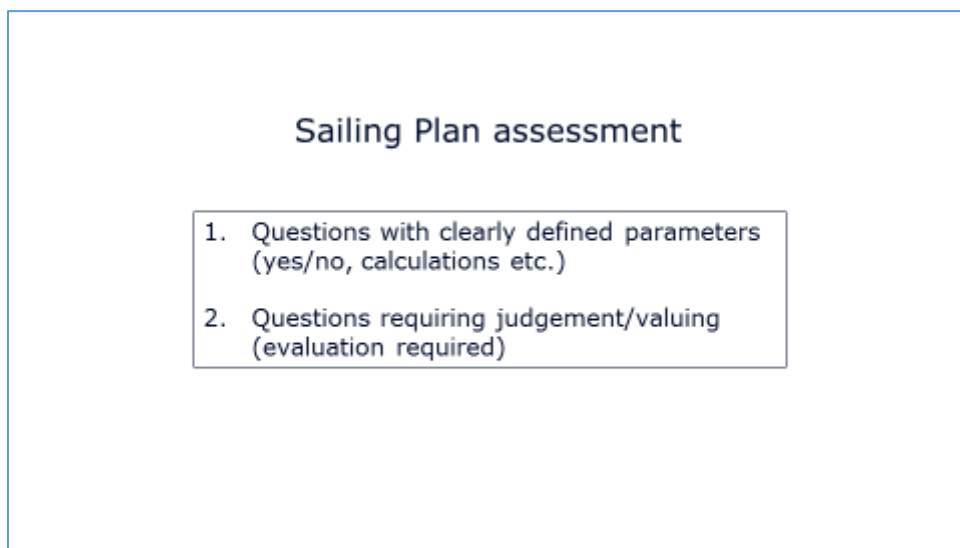 Sailing Plan assessment
1. Questions with clearly defined parameters
(yes/no, calculations etc.)
2. Questions requiring judgement/valuing
(evaluation required)